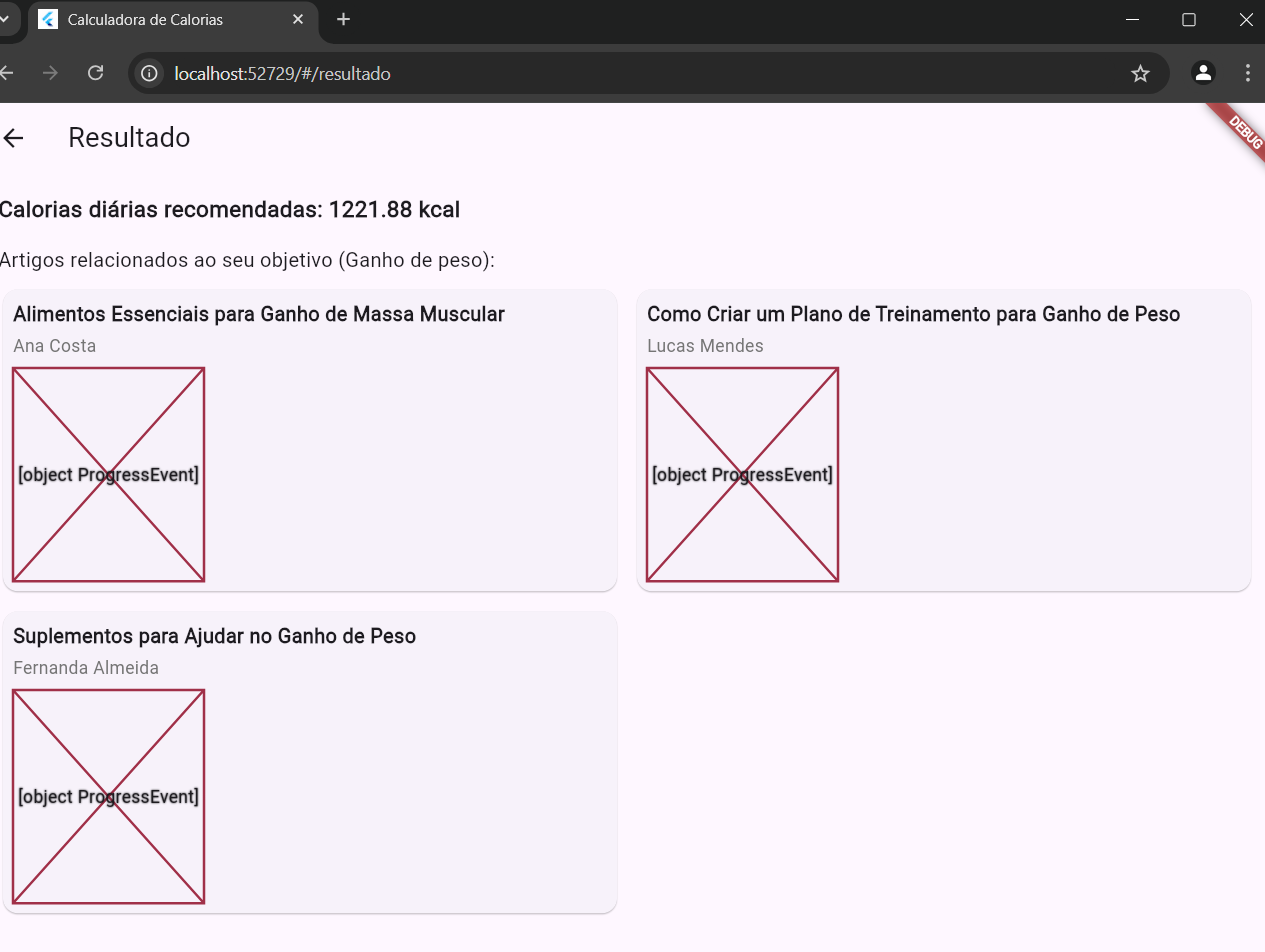 Calculadora de Calorias
localhost:52729/#/resultado
DEBUG
Resultado
Calorias diárias recomendadas: 1221.88 kcal
Artigos relacionados ao seu objetivo (Ganho de peso):
Alimentos Essenciais para Ganho de Massa Muscular
Ana Costa
[object ProgressEvent]
Como Criar um Plano de Treinamento para Ganho de Peso
Lucas Mendes
[object ProgressEvent]
Suplementos para Ajudar no Ganho de Peso
Fernanda Almeida
[object ProgressEvent]